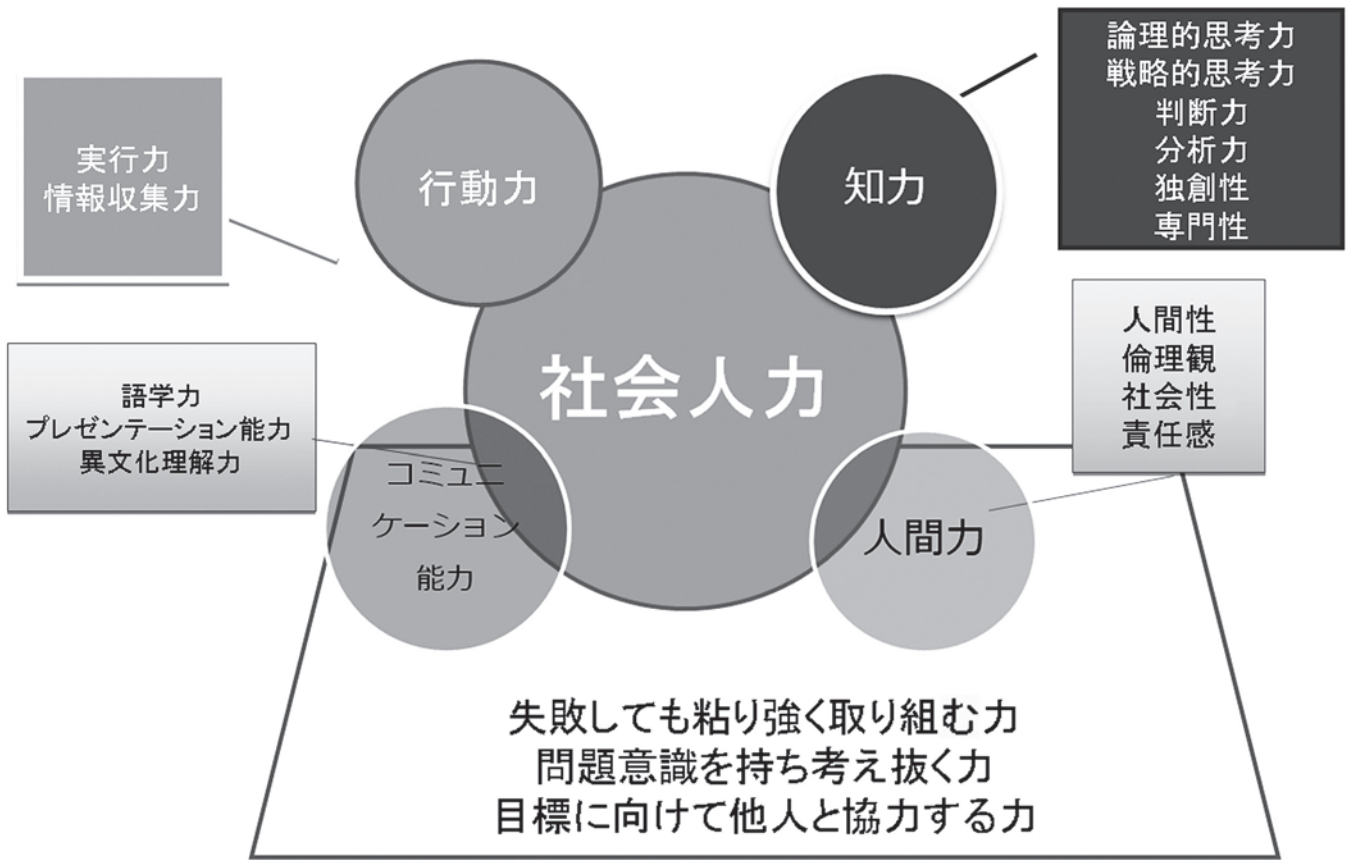 論理的思考力
戦略的思考力
判断力
分析力
独創性
専門性
実行力
情報収集力
行動力
知力
人間性
倫理観
社会性
責任感
社会人力
語学力
プレゼンテーション能力
異文化理解力
コミュニ
ケーション
能力
人間力
失敗しても粘り強く取り組む力
問題意識を持ち考え抜く力
目標に向けて他人と協力する力